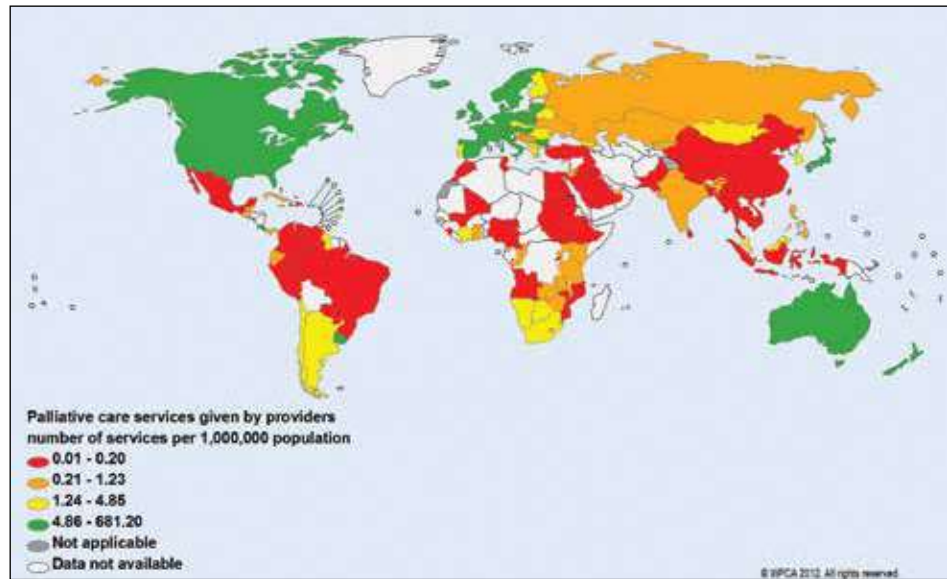 Palliative care services given by providers
number of services per 1,000,000 population
0.01 - 0.20
0.21 - 1.23
1.24 - 4.85
4.86 - 681.20
Not applicable
Data not available
© WPCA 2012. All rights reserved.